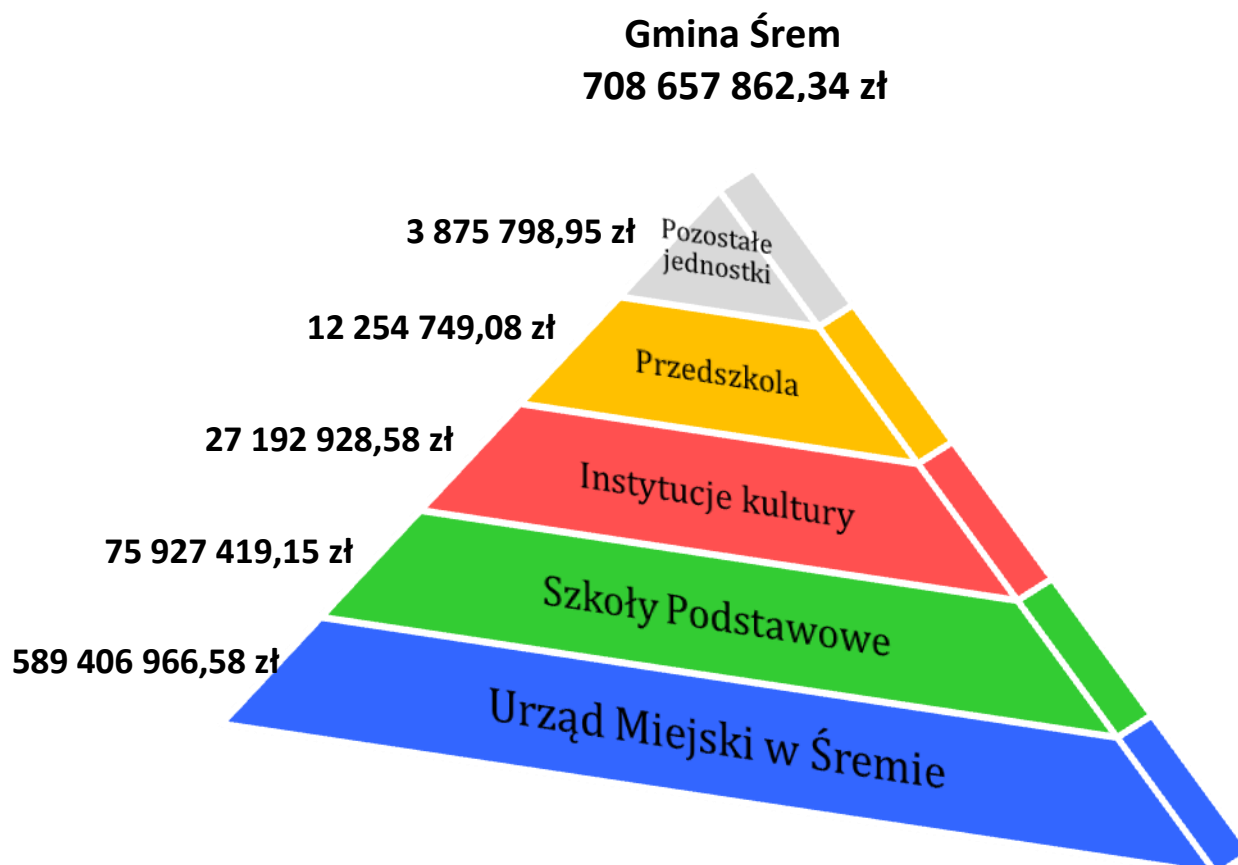 Gmina Śrem
708 657 862,34 zł
3 875 798,95 zł
Pozostałe
jednostki
12 254 749,08 zł
Przedszkola
27 192 928,58 zł
Instytucje kultury
75 927 419,15 zł
Szkoły Podstawowe
589 406 966,58 zł
Urząd Miejski w Śremie